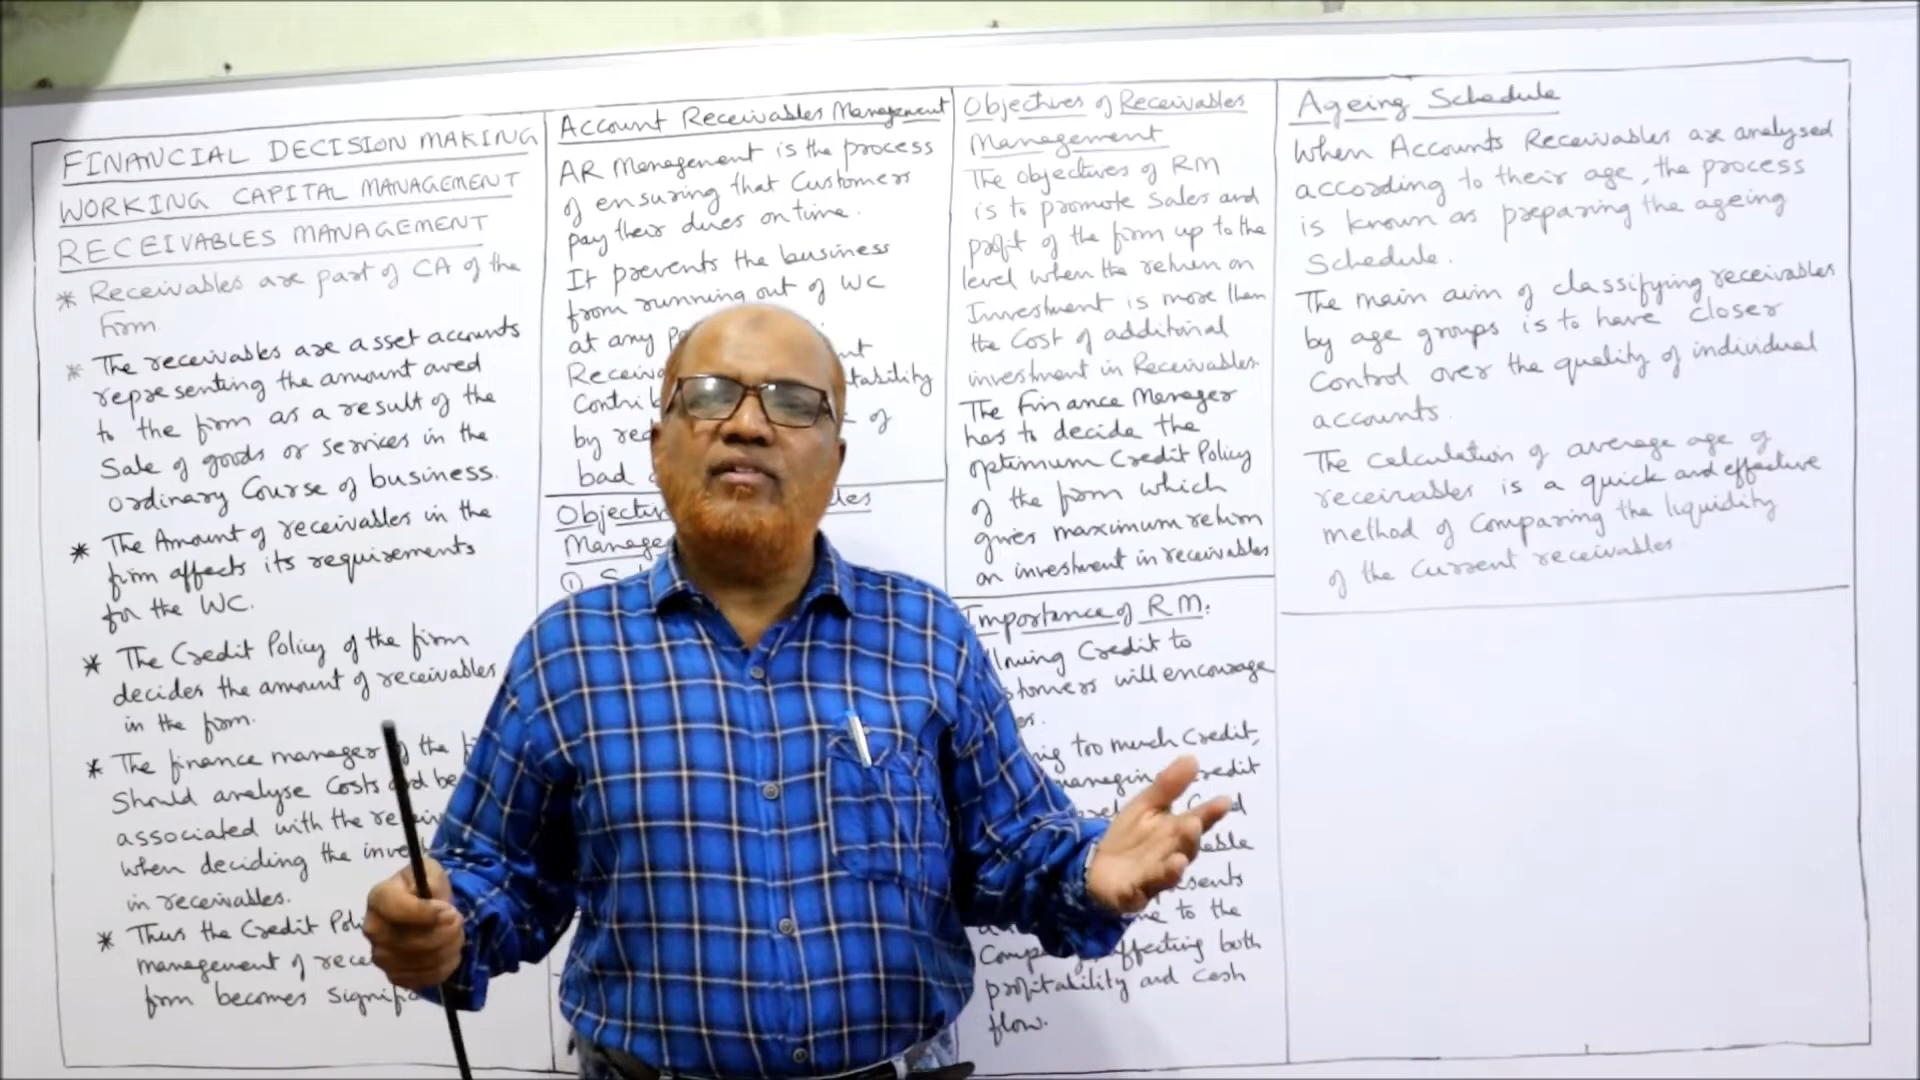 FINANCIAL DECISION MAKING
WORKING CAPITAL MANAGEMENT
RECEIVABLES MANAGEMENT
* Receivables are part of CA of the
firm
* The receivables are asset accounts
representing the amount owed
to the firm as a result of the
Sale of goods or services in the
ordinary Course of business.
* The Amount of receivables in the
firm affects its requirements
for the WC.
* The Credit Policy of the firm
decides the amount of receivables
in the firm.
* The finance manager of the
Should analyse Costs and
associated with the
when deciding the
in receivables.
* Thus the Credit
management of
firm becomes
Account Receivables Management
AR Management is the process
of ensuring that Customers
pay their dues on time.
It prevents the business
from running out of WC
at any
by
of
bad
①
Objectives of Receivables
Management
The objectives of RM
is to promote Sales and
profit of the firm up to the
level when the return on
Investment is more than
the Cost of additional
investment in Receivables.
The Finance Manager
has to decide the
optimum Credit Policy
of the firm which
gives maximum return
on investment in receivables
Importance of R M.
Credit to
will encourage
too much Credit,
to the
affecting both
profitability and cash
flow.
Ageing Schedule
When Accounts Receivables are analysed
according to their age, the process
is known as preparing the ageing
Schedule.
The main aim of classifying receivables
by age groups is to have closer
Control over the quality of individual
accounts.
The Calculation of average age of
receivables is a quick and effective
method of Comparing the liquidity
of the Current receivables